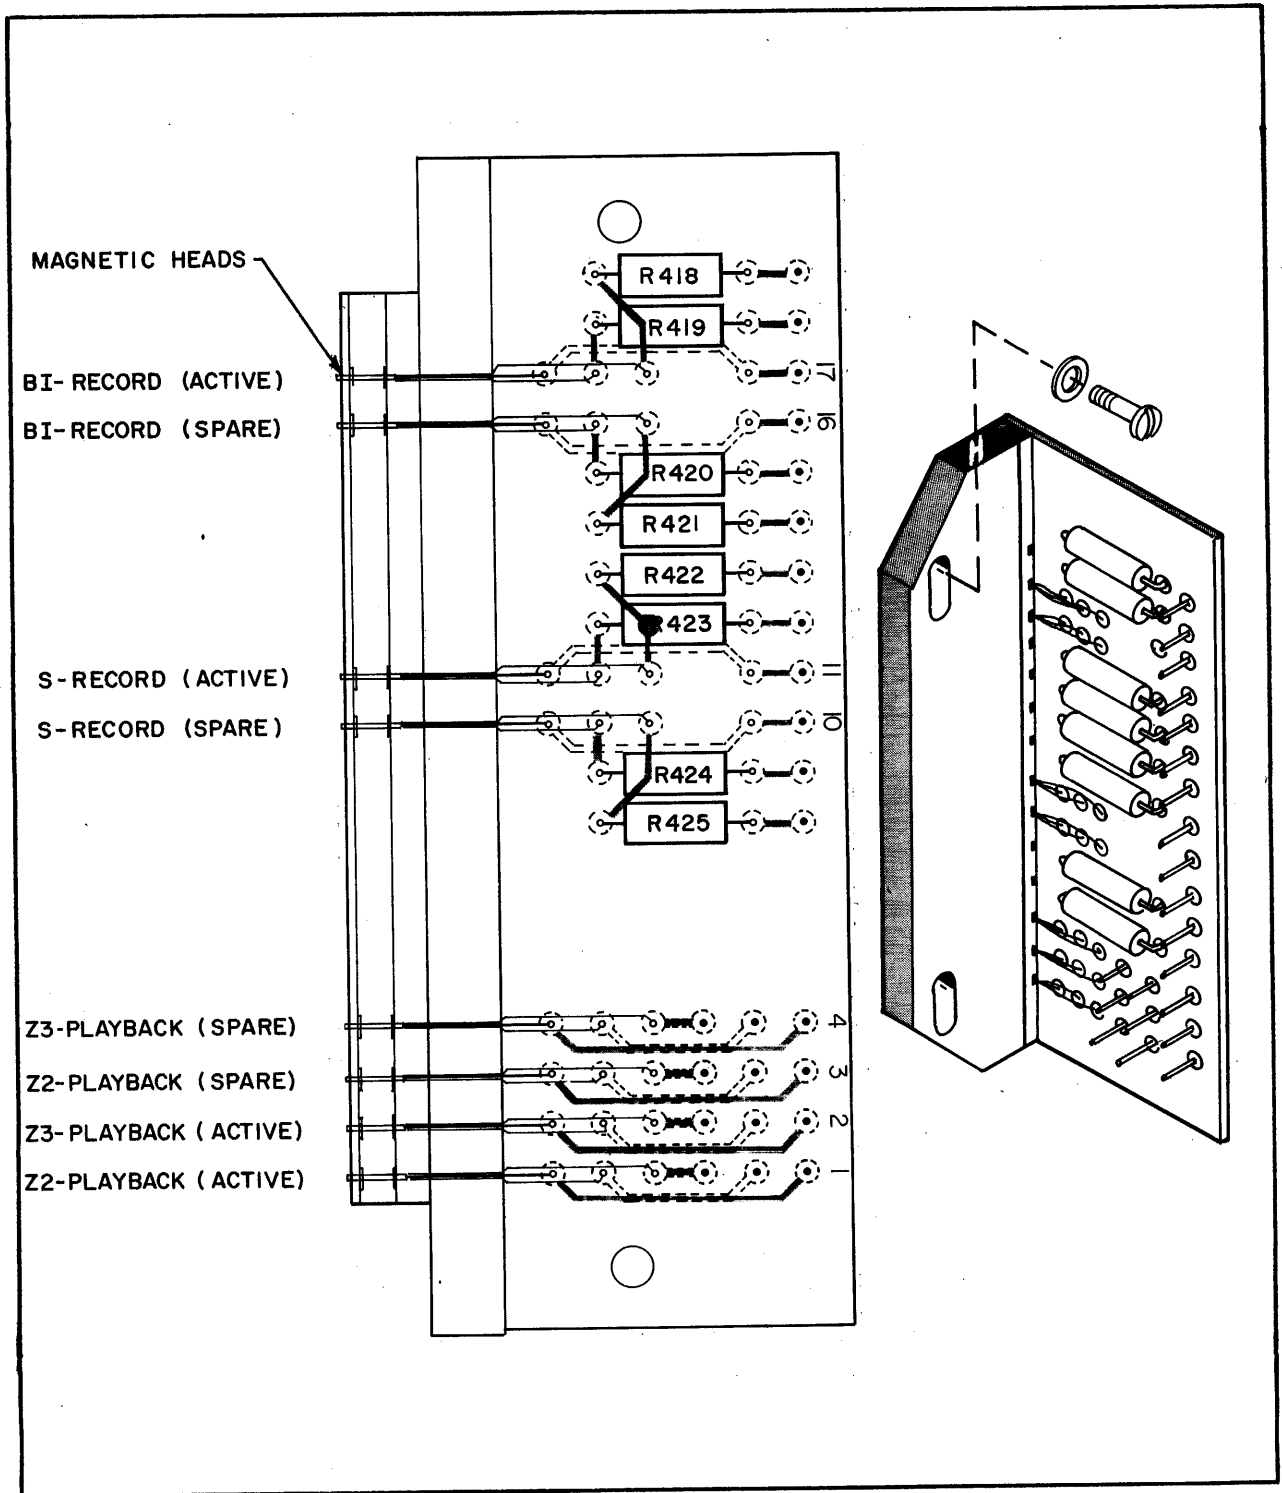 MAGNETIC HEADS
R418
R419
BI-RECORD (ACTIVE)
17
BI-RECORD (SPARE)
16
R420
R421
R422
R423
S-RECORD (ACTIVE)
11
S-RECORD (SPARE)
10
R424
R425
Z3-PLAYBACK (SPARE)
4
Z2-PLAYBACK (SPARE)
3
Z3-PLAYBACK (ACTIVE)
2
Z2-PLAYBACK (ACTIVE)
1